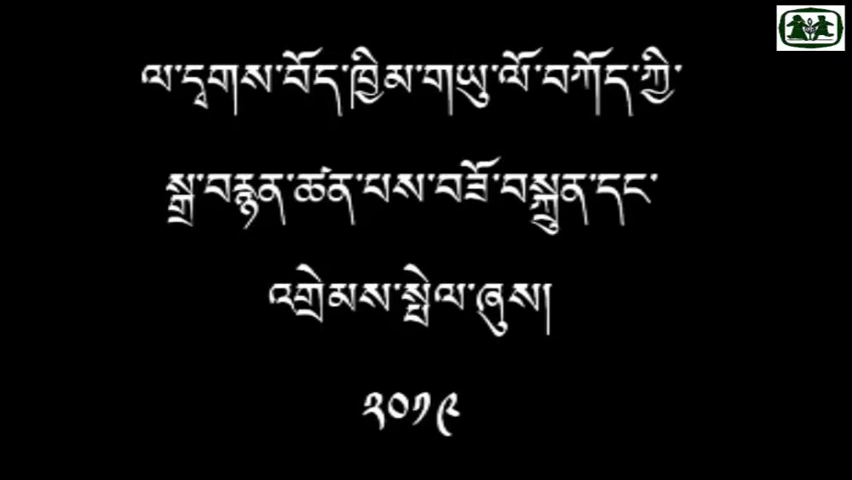 ལ་དྭགས་བོད་ཁྱིམ་གཡུ་ལོ་བཀོད་ཀྱི་
སྒྲ་བརྙན་ཚན་པས་བཟོ་བསྐྲུན་དང་
འགྲེམས་སྤེལ་ཞུས།
༢༠༡༩